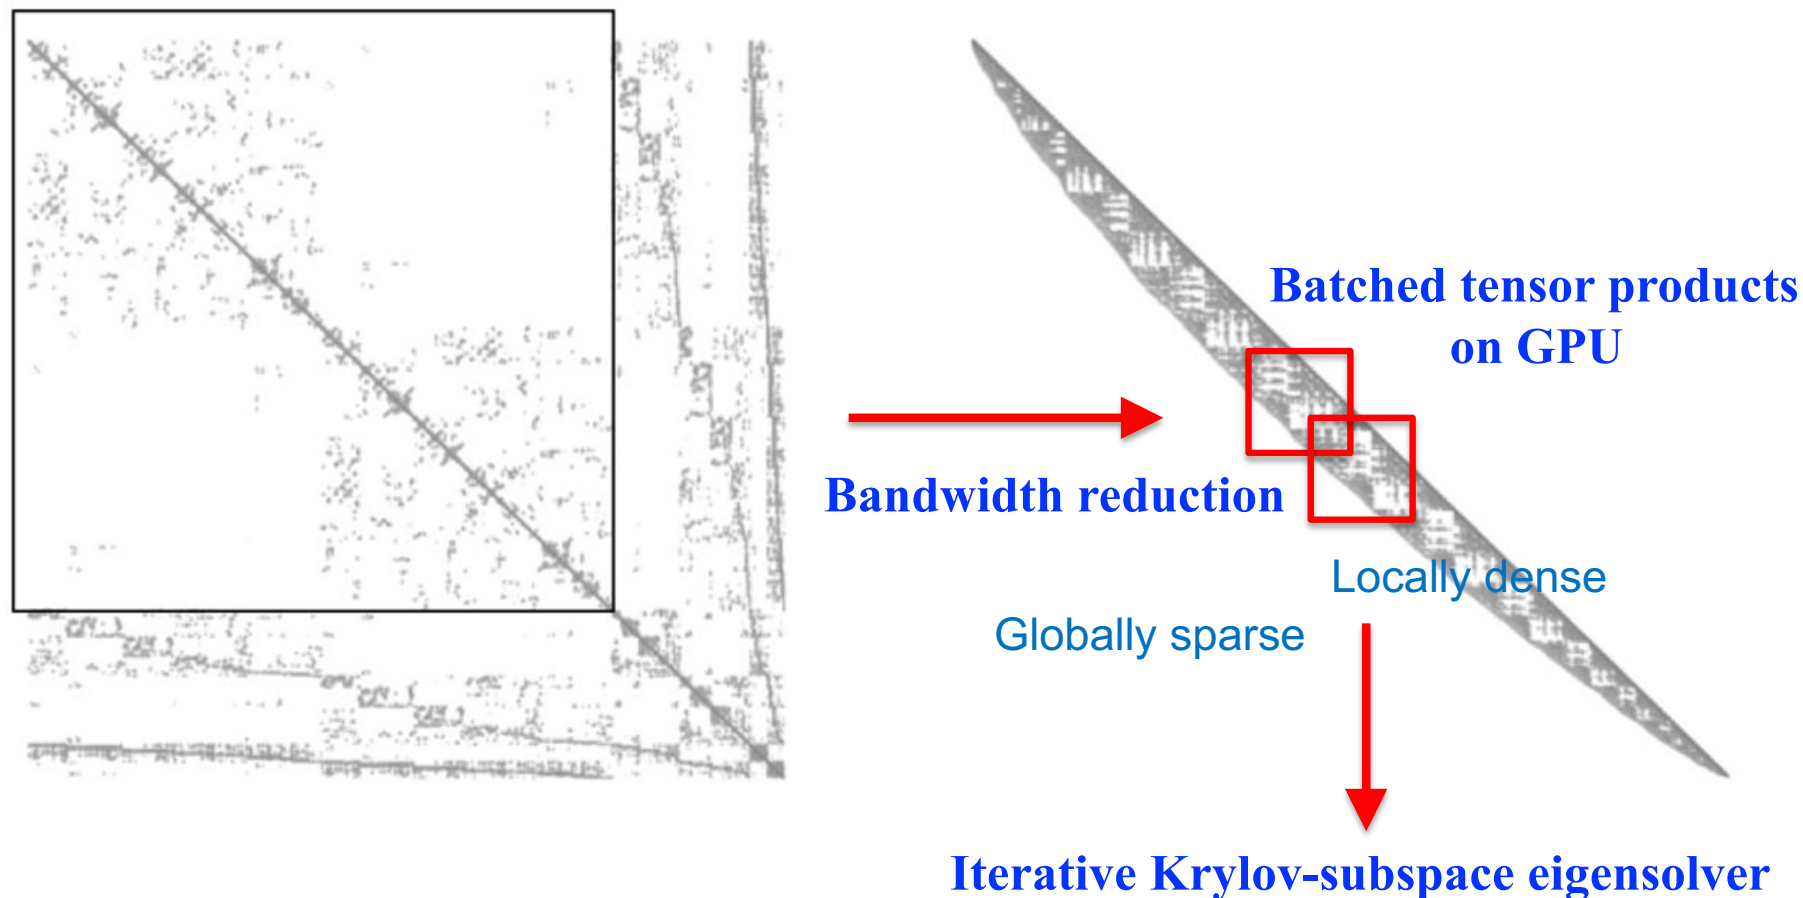 Batched tensor products
on GPU
Bandwidth reduction
Locally dense
Globally sparse
Iterative Krylov-subspace eigensolver